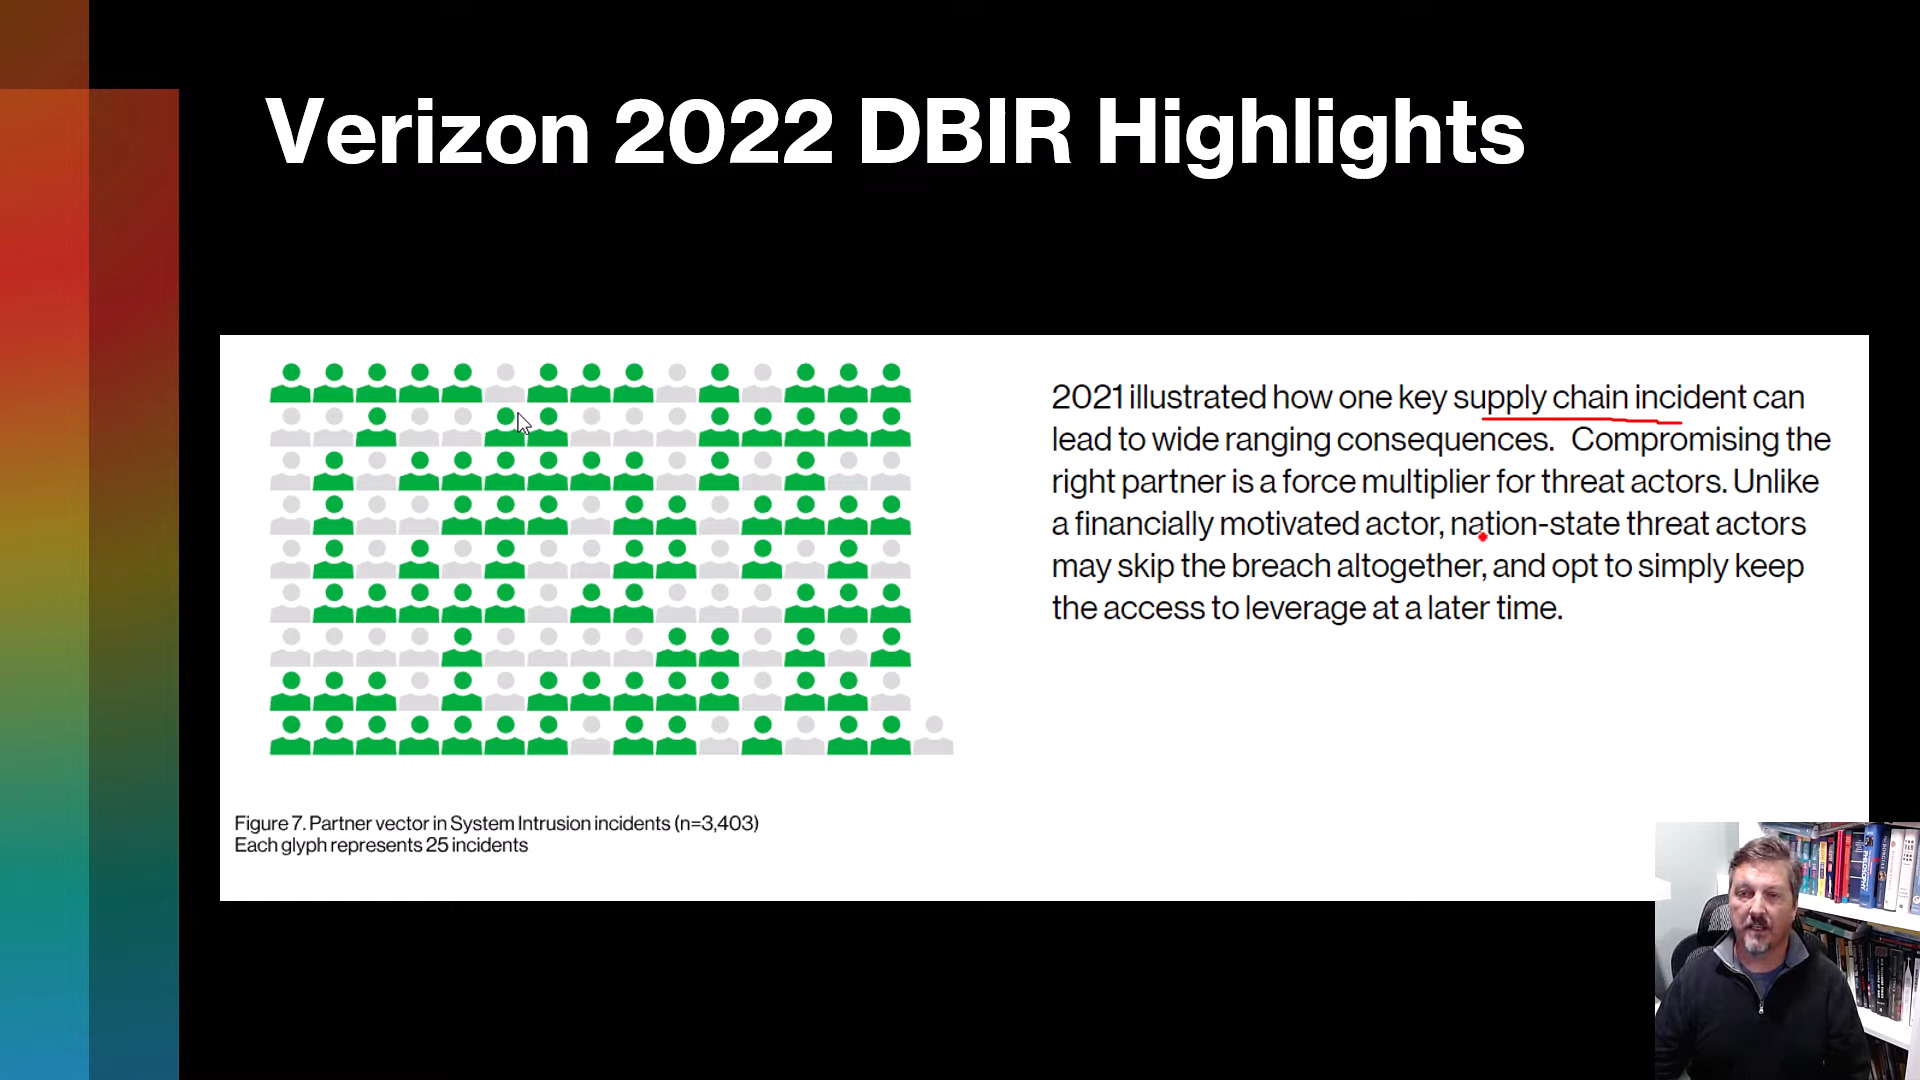 Verizon 2022 DBIR Highlights
2021 illustrated how one key supply chain incident can
lead to wide ranging consequences. Compromising the
right partner is a force multiplier for threat actors. Unlike
a financially motivated actor, nation-state threat actors
may skip the breach altogether, and opt to simply keep
the access to leverage at a later time.
Figure 7. Partner vector in System Intrusion incidents (n=3,403)
Each glyph represents 25 incidents